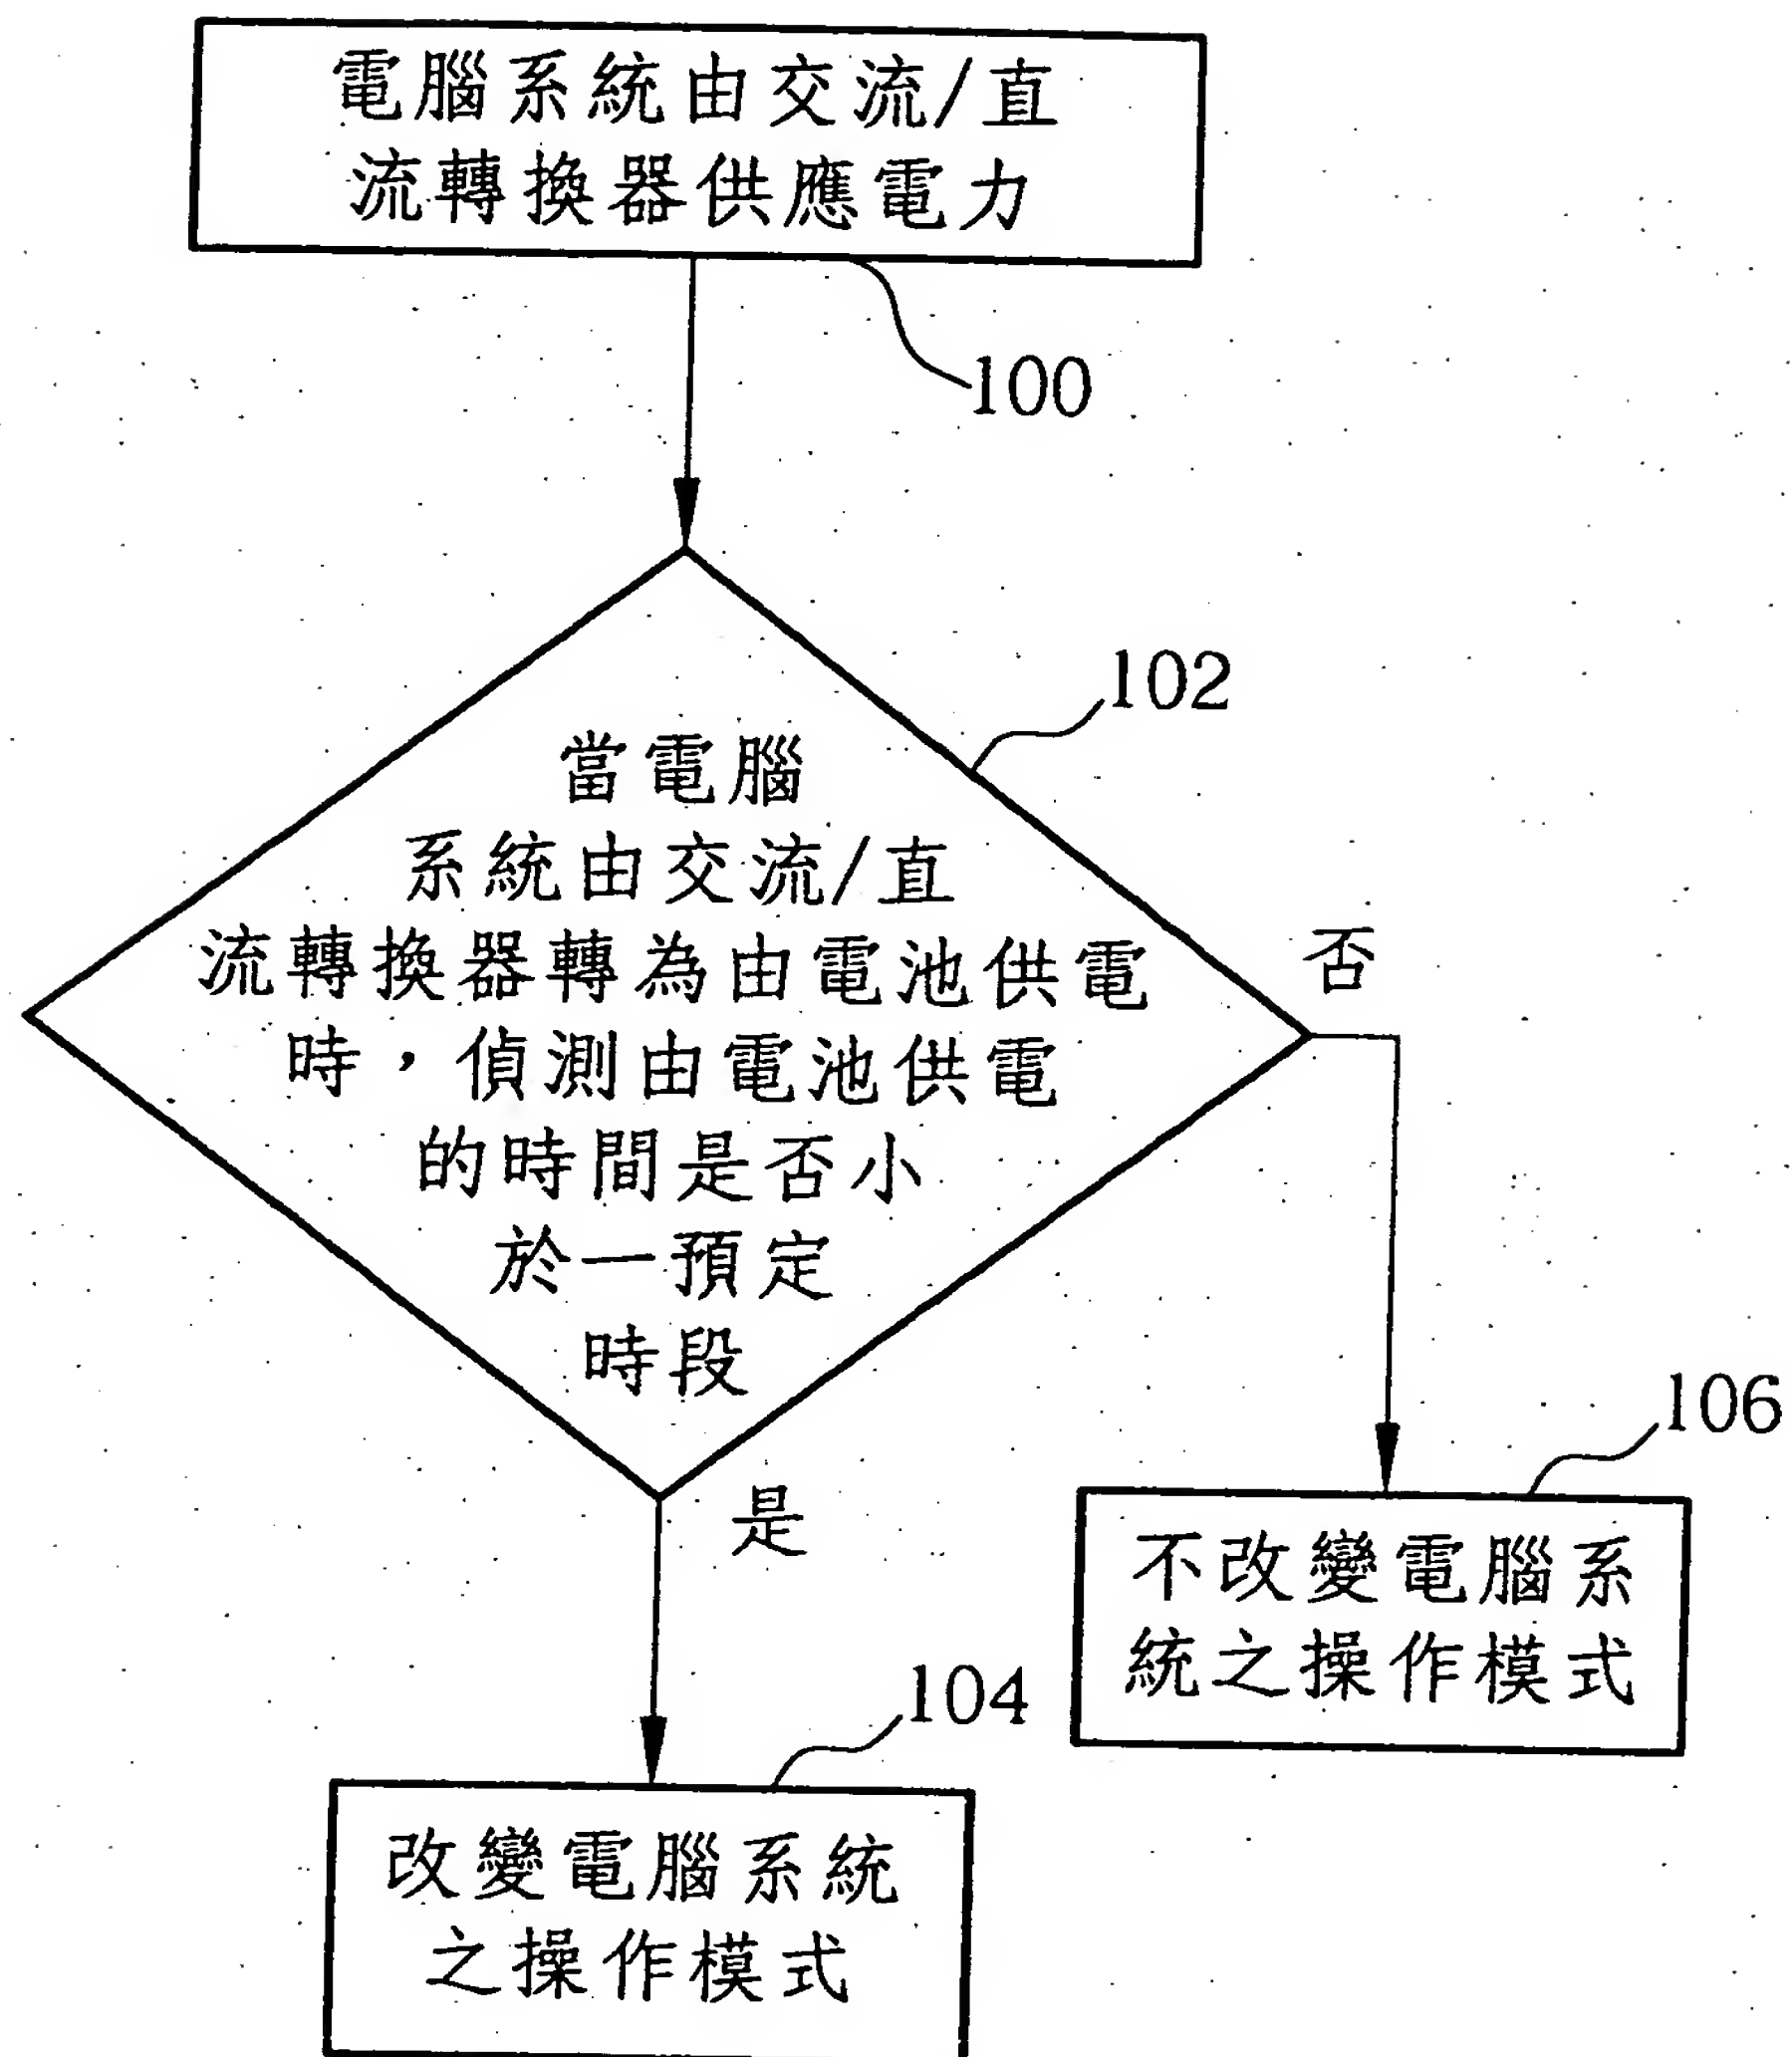 電腦系統由交流/直
流轉換器供應電力
100
102
當電腦
系統由交流/直
流轉換器轉為由電池供電
時，偵測由電池供電
的時間是否小
於一預定
時段
否
是
106
不改變電腦系
統之操作模式
104
改變電腦系統
之操作模式